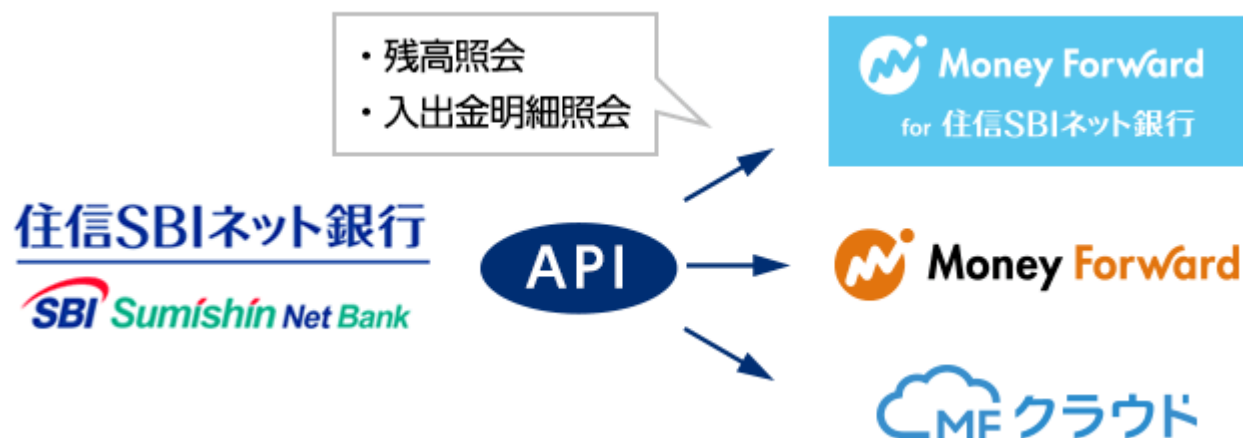 ・残高照会
・入出金明細照会
Money Forward
for 住信SBIネット銀行
住信SBIネット銀行
SBI Sumishin Net Bank
API
Money Forward
MFクラウド